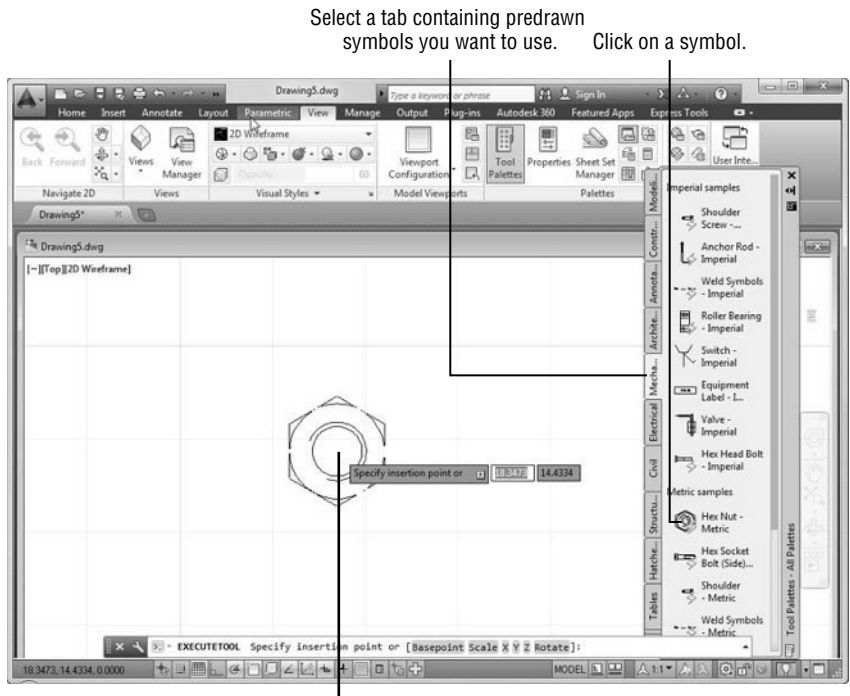 Select a tab containing predrawn
symbols you want to use.
Click on a symbol.
Drawing5.dwg
Type a keyword or phrase
Sign In
Home Insert Annotate Layout Parametric View Manage Output Plug-ins Autodesk 360 Featured Apps Express Tools
Back Forward
Views
View
Manager
2D Wireframe
Opacity 60
Viewport
Configuration
Tool
Palettes
Properties
Sheet Set
Manager
User Inte...
Navigate 2D
Views
Visual Styles
Model Viewports
Palettes
Drawing5*
Drawing5.dwg
[−][Top][2D Wireframe]
Specify insertion point or 18.3473 14.4334
Modeli...
Constr...
Annota...
Archite...
Mecha...
Electrical
Civil
Structu...
Hatche...
Tables
Imperial samples
Shoulder
Screw -...
Anchor Rod -
Imperial
Weld Symbols
- Imperial
Roller Bearing
- Imperial
Switch -
Imperial
Equipment
Label - I...
Valve -
Imperial
Hex Head Bolt
- Imperial
Metric samples
Hex Nut -
Metric
Hex Socket
Bolt (Side)...
Shoulder
- Metric
Weld Symbols
- Metric
Tool Palettes - All Palettes
EXECUTETOOL Specify insertion point or [Basepoint Scale X Y Z Rotate]:
18.3473, 14.4334, 0.0000
MODEL
1:1